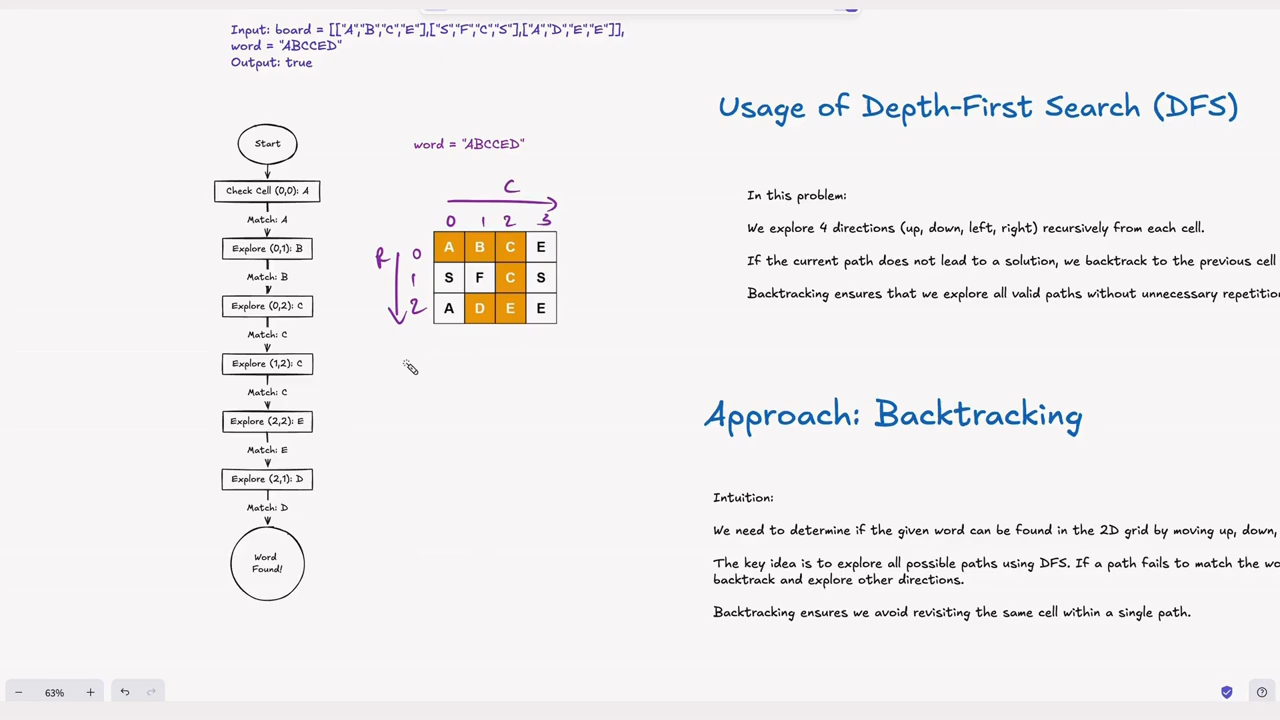 Input: board = [["A","B","C","E"],["S","F","C","S"],["A","D","E","E"]],
word = "ABCCED"
Output: true
Start
Check Cell (0,0): A
Match: A
Explore (0,1): B
Match: B
Explore (0,2): C
Match: C
Explore (1,2): C
Match: C
Explore (2,2): E
Match: E
Explore (2,1): D
Match: D
Word
Found!
word = "ABCCED"
C
0 1 2 3
R 0 A B C E
1 S F C S
2 A D E E
Usage of Depth-First Search (DFS)
In this problem:
We explore 4 directions (up, down, left, right) recursively from each cell.
If the current path does not lead to a solution, we backtrack to the previous cell
Backtracking ensures that we explore all valid paths without unnecessary repetition
Approach: Backtracking
Intuition:
We need to determine if the given word can be found in the 2D grid by moving up, down,
The key idea is to explore all possible paths using DFS. If a path fails to match the wo
backtrack and explore other directions.
Backtracking ensures we avoid revisiting the same cell within a single path.
63%